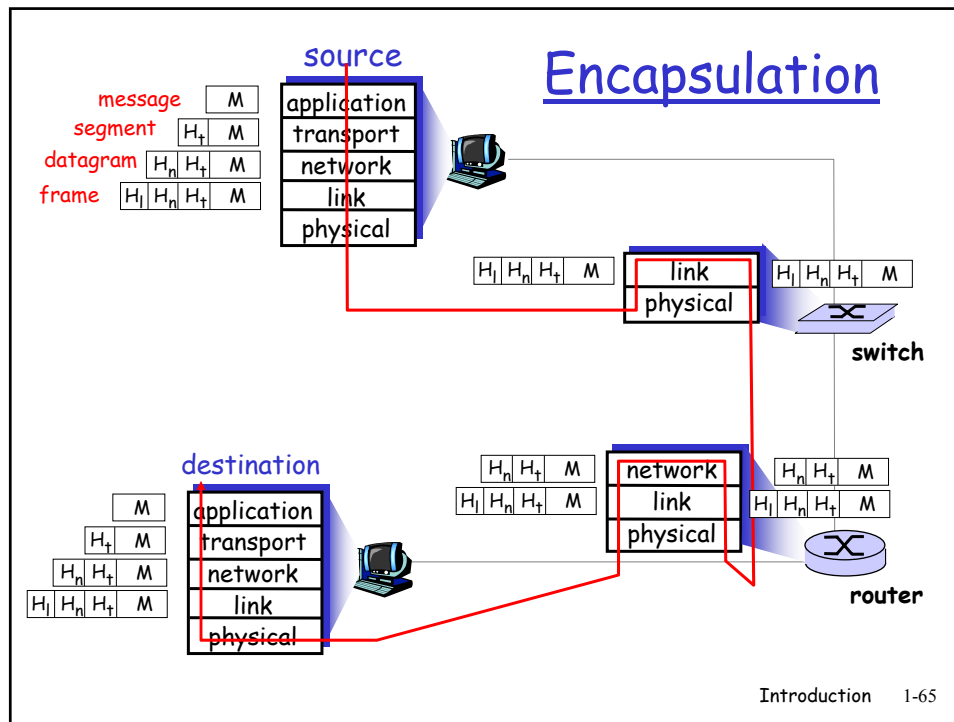 Encapsulation
source
message M
segment Hₜ M
datagram Hₙ Hₜ M
frame Hₗ Hₙ Hₜ M
application
transport
network
link
physical
Hₗ Hₙ Hₜ M
link
physical
Hₗ Hₙ Hₜ M
switch
destination
M
Hₜ M
Hₙ Hₜ M
Hₗ Hₙ Hₜ M
application
transport
network
link
physical
Hₙ Hₜ M
Hₗ Hₙ Hₜ M
network
link
physical
Hₙ Hₜ M
Hₗ Hₙ Hₜ M
router
Introduction 1-65